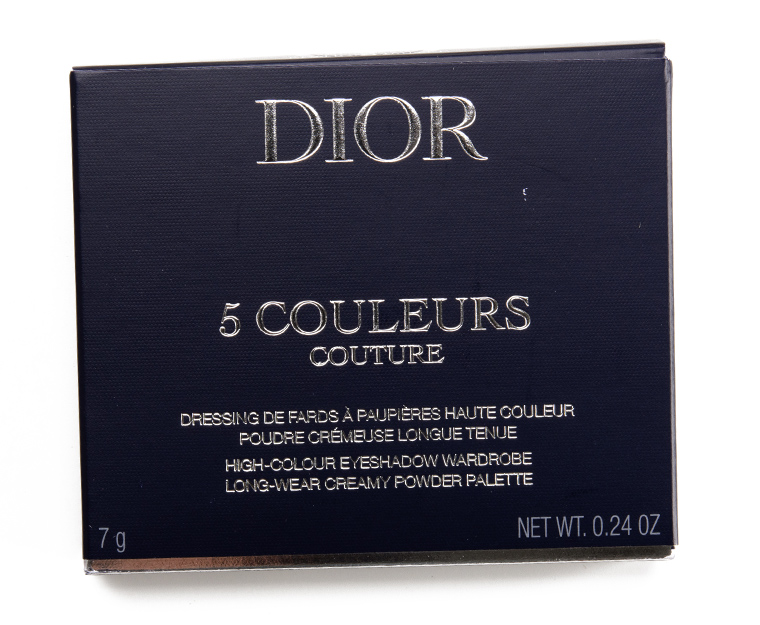 DIOR
5 COULEURS
COUTURE
DRESSING DE FARDS À PAUPIÈRES HAUTE COULEUR
POUDRE CRÉMEUSE LONGUE TENUE
HIGH-COLOUR EYESHADOW WARDROBE
LONG-WEAR CREAMY POWDER PALETTE
7 g
NET WT. 0.24 OZ